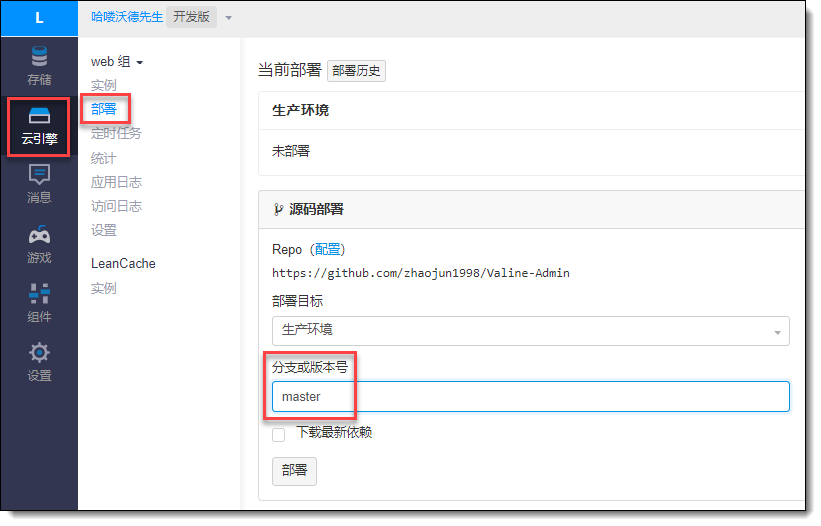 L
哈喽沃德先生 开发版
存储
云引擎
消息
游戏
组件
设置
web 组
实例
部署
定时任务
统计
应用日志
访问日志
设置
LeanCache
实例
当前部署 部署历史
生产环境
未部署
源码部署
Repo（配置）
https://github.com/zhaojun1998/Valine-Admin
部署目标
生产环境
分支或版本号
master
下载最新依赖
部署